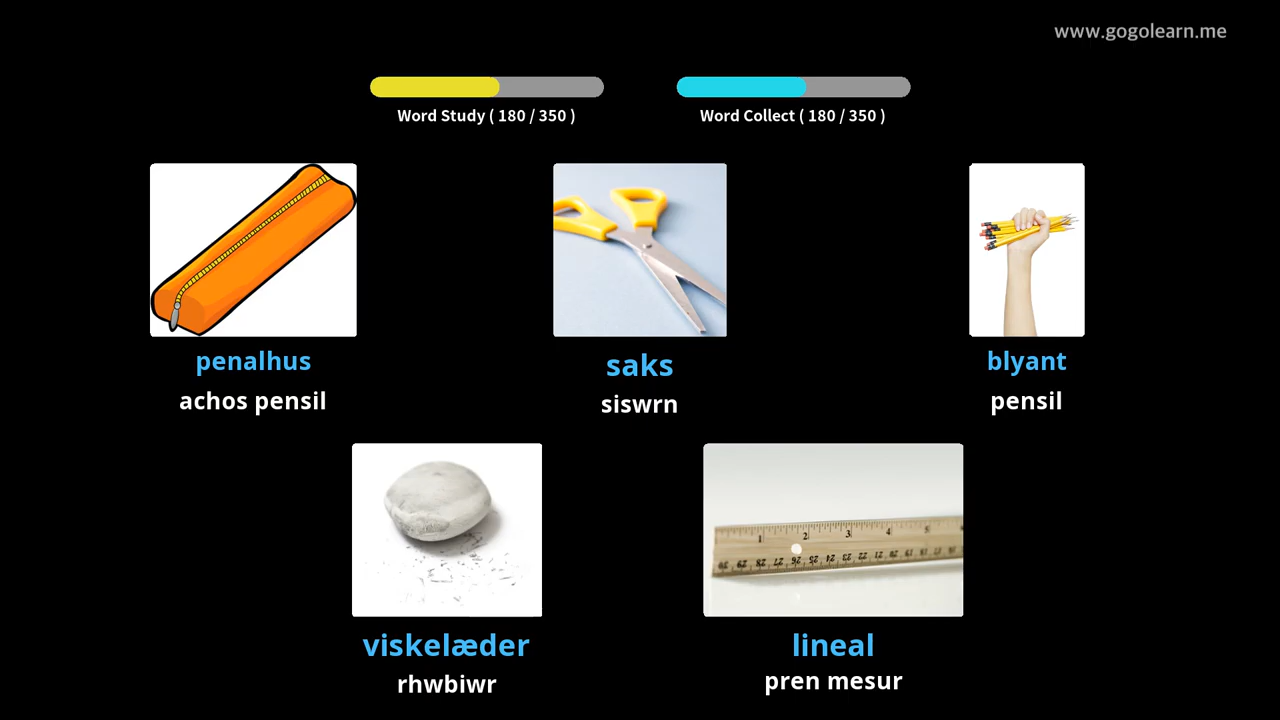 www.gogolearn.me
Word Study ( 180 / 350 )
Word Collect ( 180 / 350 )
penalhus
achos pensil
saks
siswrn
blyant
pensil
viskelæder
rhwbiwr
lineal
pren mesur